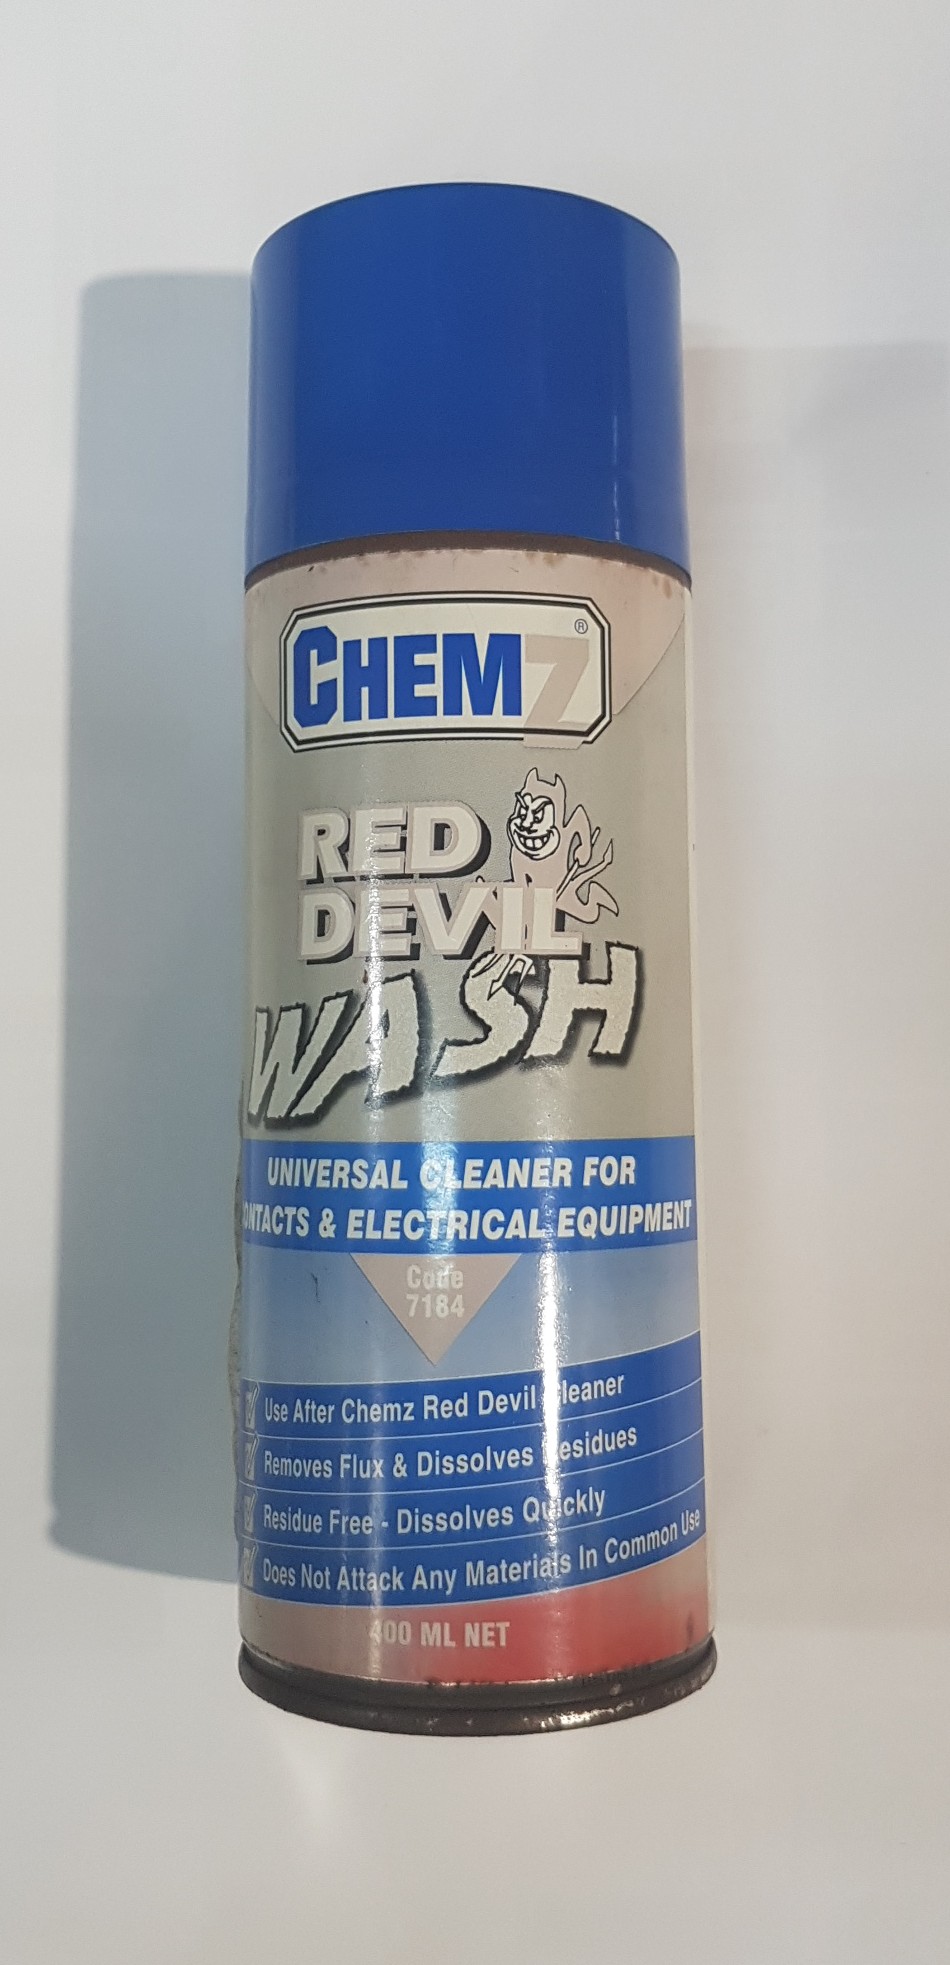 CHEMZ®
RED
DEVIL
WASH
UNIVERSAL CLEANER FOR
CONTACTS & ELECTRICAL EQUIPMENT
Code
7184
Use After Chemz Red Devil Cleaner
Removes Flux & Dissolves Residues
Residue Free - Dissolves Quickly
Does Not Attack Any Materials In Common Use
400 ML NET